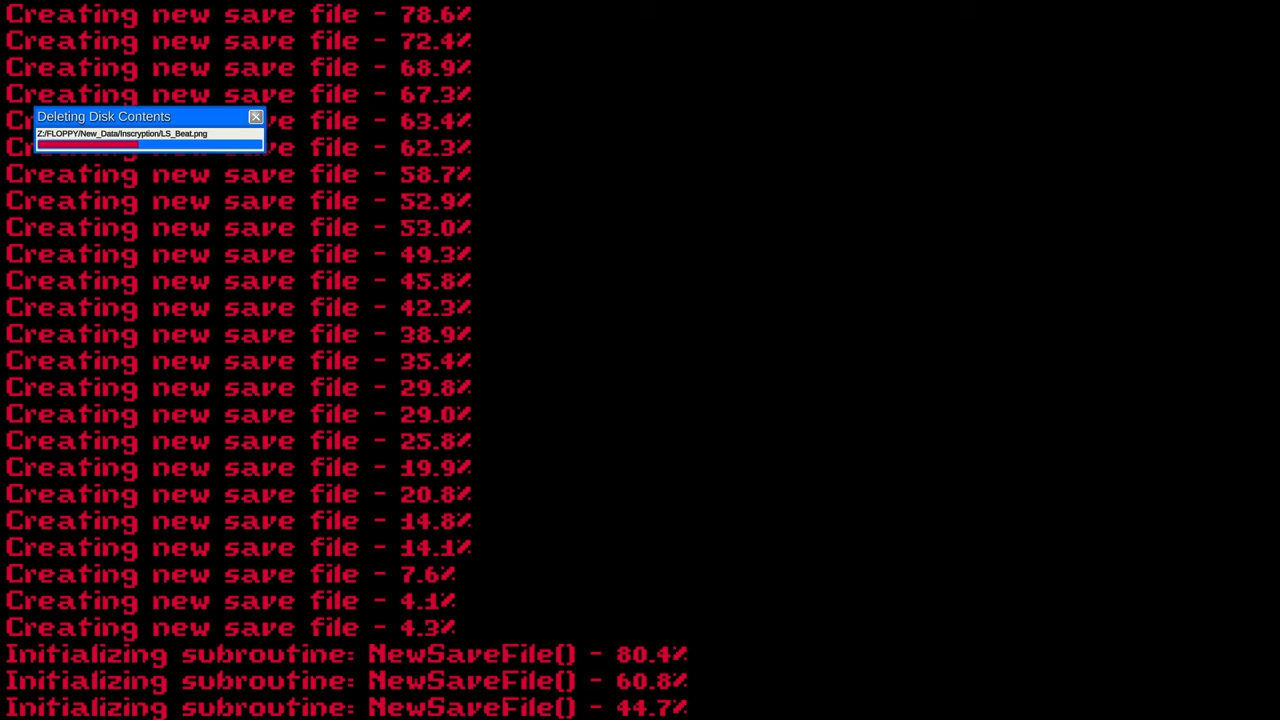 Creating new save file - 78.6%
Creating new save file - 72.4%
Creating new save file - 68.9%
Creating new save file - 67.3%
Deleting Disk Contents
Z:/FLOPPY/New_Data/Inscryption/LS_Beat.png
63.4%
62.3%
Creating new save file - 58.7%
Creating new save file - 52.9%
Creating new save file - 53.0%
Creating new save file - 49.3%
Creating new save file - 45.8%
Creating new save file - 42.3%
Creating new save file - 38.9%
Creating new save file - 35.4%
Creating new save file - 29.8%
Creating new save file - 29.0%
Creating new save file - 25.8%
Creating new save file - 19.9%
Creating new save file - 20.8%
Creating new save file - 14.8%
Creating new save file - 14.1%
Creating new save file - 7.6%
Creating new save file - 4.1%
Creating new save file - 4.3%
Initializing subroutine: NewSaveFile() - 80.4%
Initializing subroutine: NewSaveFile() - 60.8%
Initializing subroutine: NewSaveFile() - 44.7%